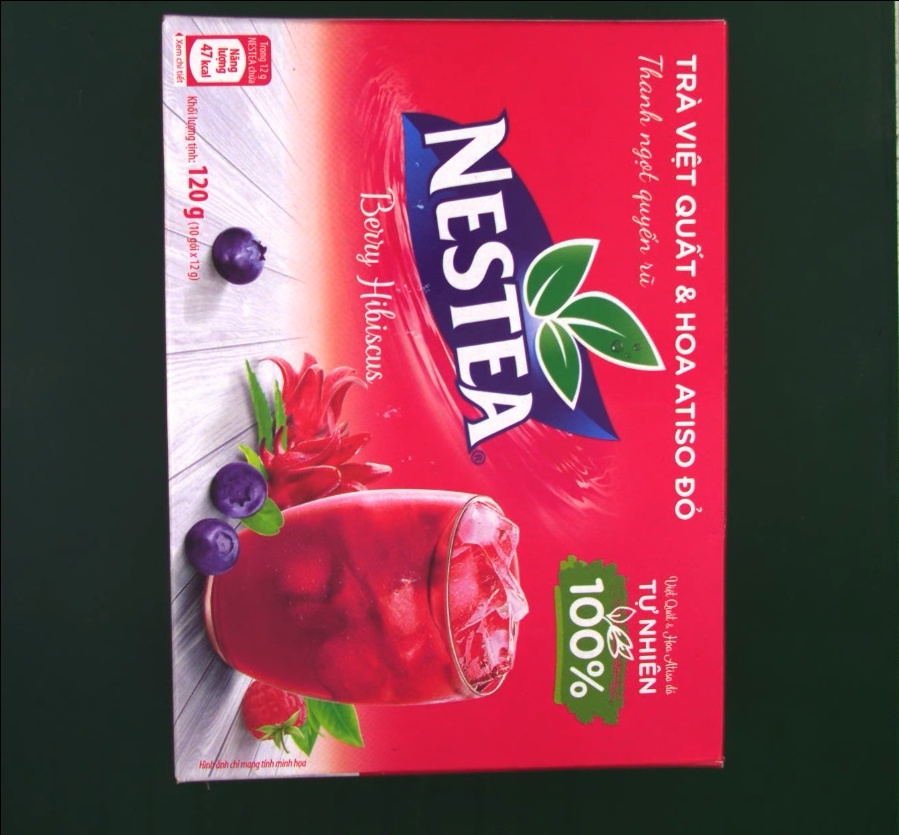 TRÀ VIỆT QUẤT & HOA ATISO ĐỎ
Thanh ngọt quyến rũ
NESTEA®
Berry Hibiscus
Việt Quất & Hoa Atiso đỏ
TỰ NHIÊN
100%
Trong 12 g
NESTEA chứa
Năng
lượng
47 kcal
Xem chi tiết
Khối lượng tịnh: 120 g (10 gói x 12 g)
Hình ảnh chỉ mang tính minh họa